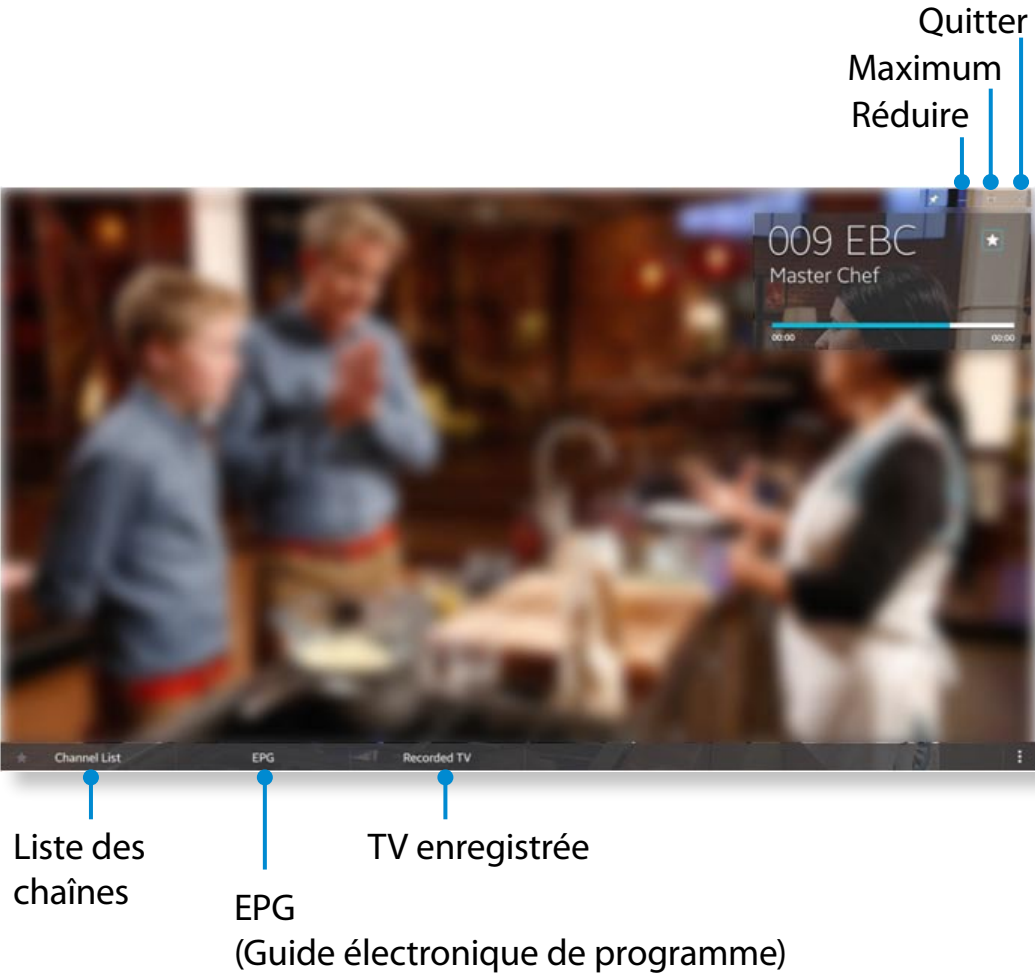 Quitter
Maximum
Réduire
009 EBC
Master Chef
00:00 00:00
Channel List EPG Recorded TV
Liste des
chaînes
TV enregistrée
EPG
(Guide électronique de programme)